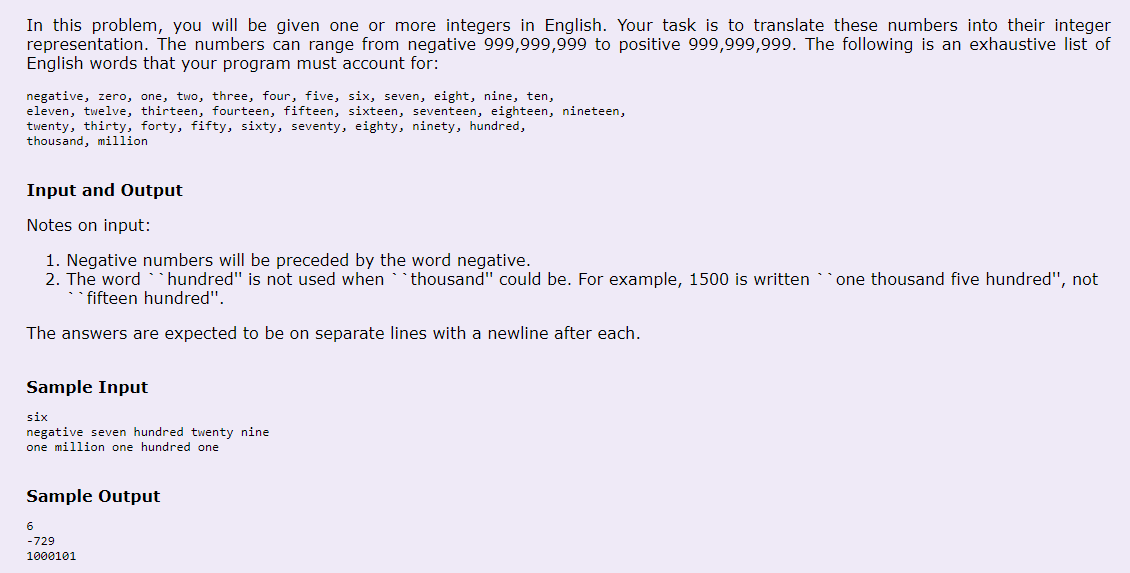 In this problem, you will be given one or more integers in English. Your task is to translate these numbers into their integer
representation. The numbers can range from negative 999,999,999 to positive 999,999,999. The following is an exhaustive list of
English words that your program must account for:
negative, zero, one, two, three, four, five, six, seven, eight, nine, ten,
eleven, twelve, thirteen, fourteen, fifteen, sixteen, seventeen, eighteen, nineteen,
twenty, thirty, forty, fifty, sixty, seventy, eighty, ninety, hundred,
thousand, million
Input and Output
Notes on input:
1. Negative numbers will be preceded by the word negative.
2. The word ``hundred" is not used when ``thousand" could be. For example, 1500 is written ``one thousand five hundred", not
``fifteen hundred".
The answers are expected to be on separate lines with a newline after each.
Sample Input
six
negative seven hundred twenty nine
one million one hundred one
Sample Output
6
-729
1000101